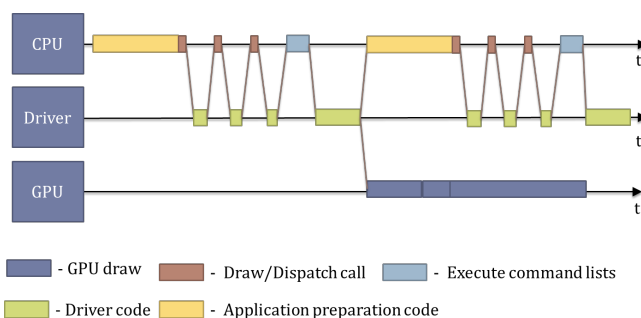 CPU
t
Driver
t
GPU
t
- GPU draw
- Draw/Dispatch call
- Execute command lists
- Driver code
- Application preparation code